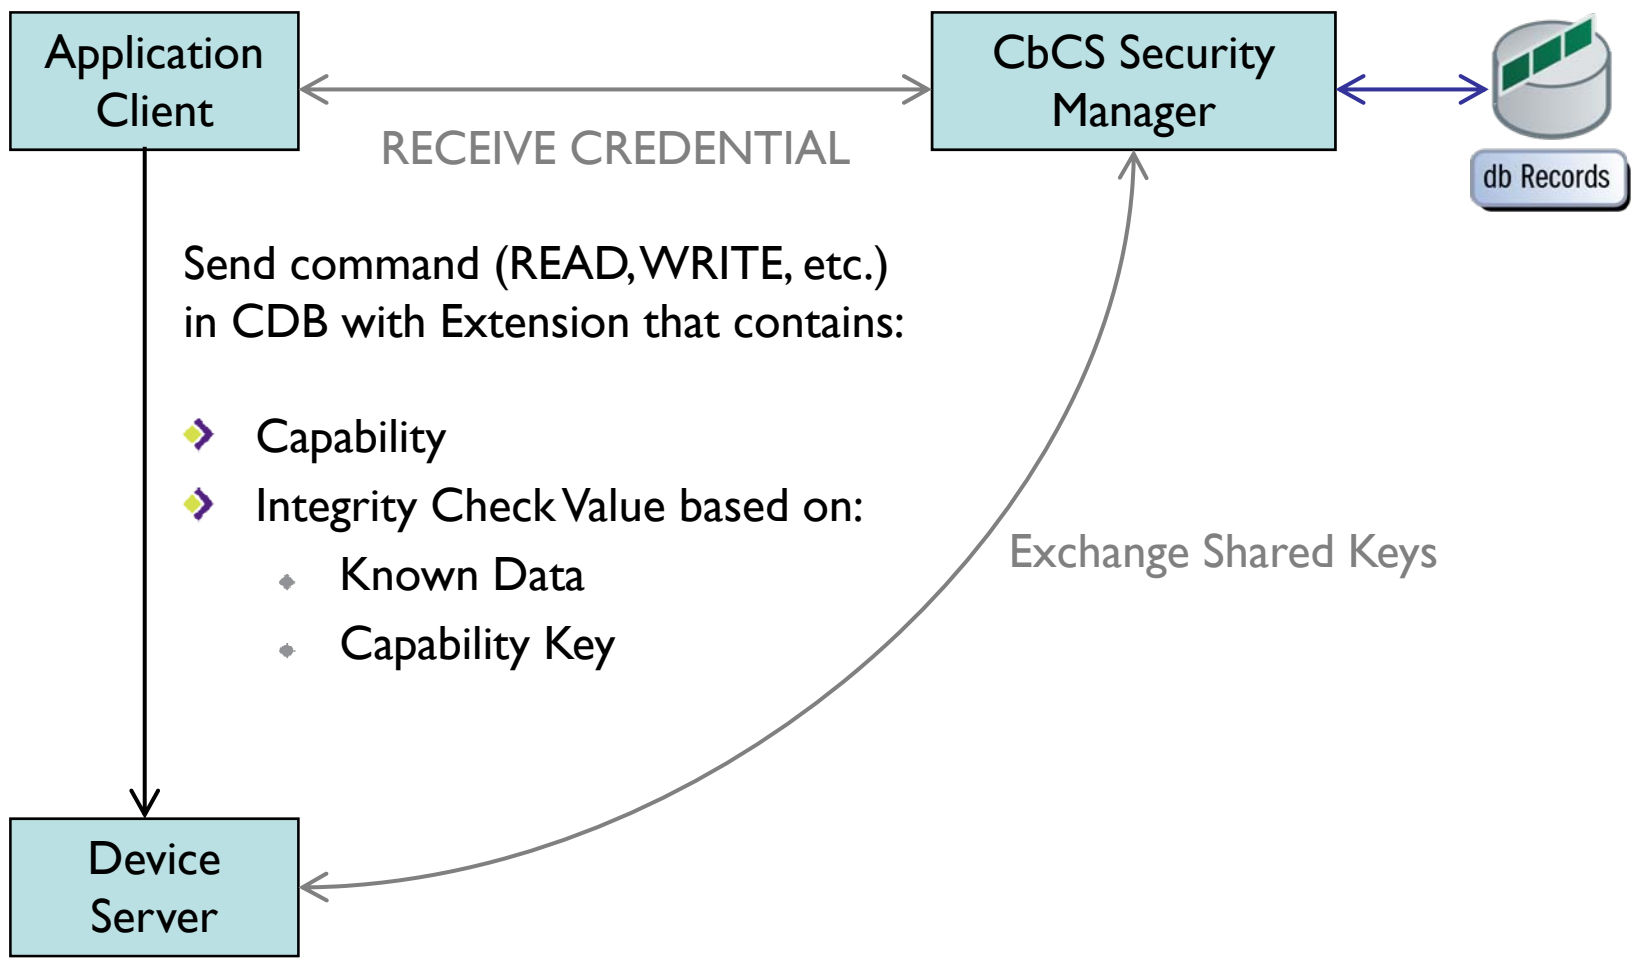 Application
Client
CbCS Security
Manager
RECEIVE CREDENTIAL
db Records
Send command (READ, WRITE, etc.)
in CDB with Extension that contains:
Capability
Integrity Check Value based on:
Known Data
Capability Key
Exchange Shared Keys
Device
Server